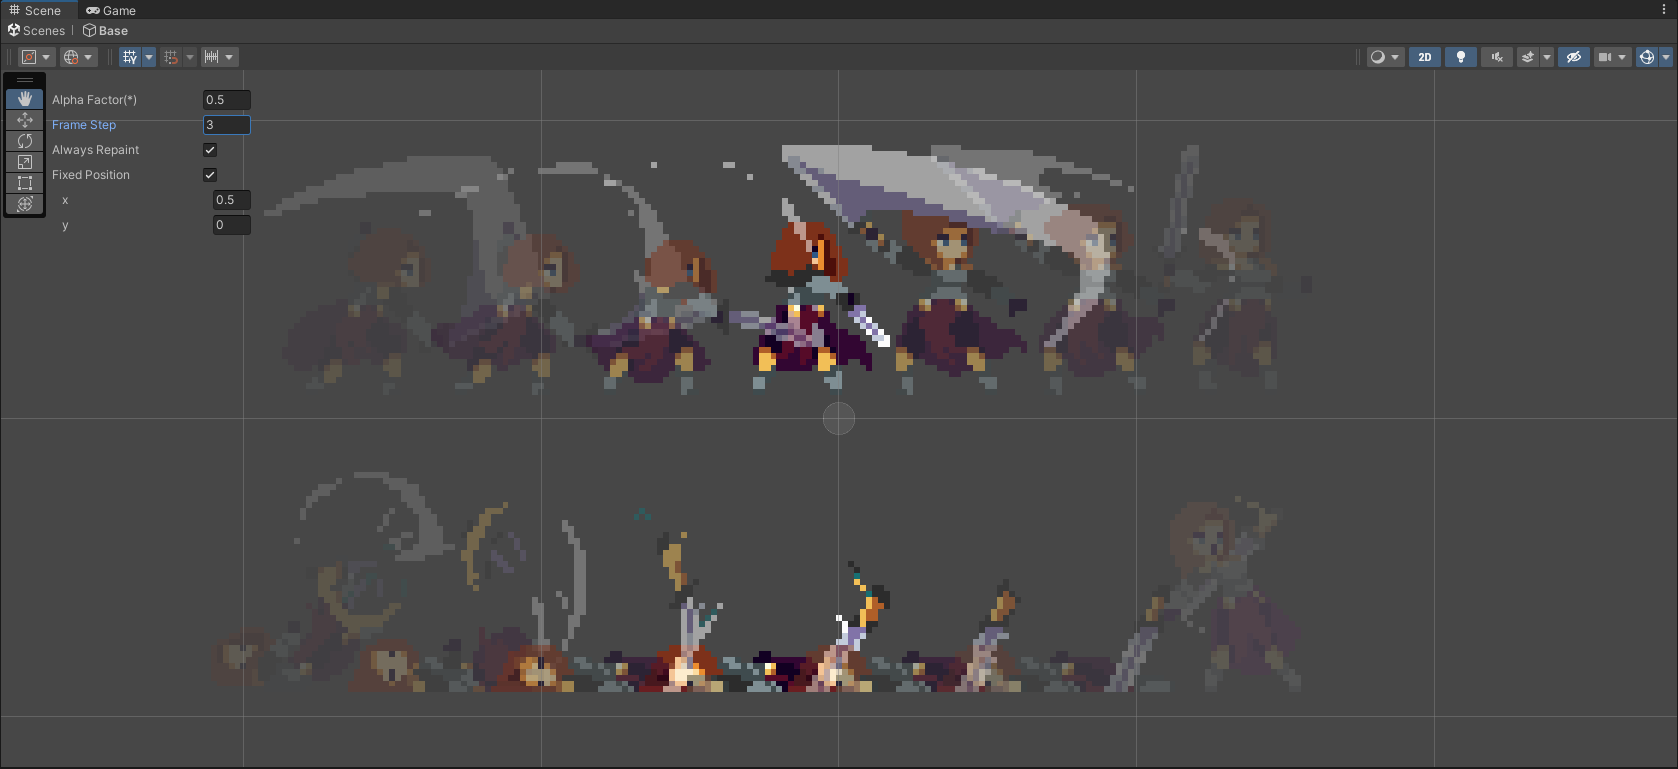 Scene Game
Scenes Base
2D
Alpha Factor(*) 0.5
Frame Step 3
Always Repaint
Fixed Position
x 0.5
y 0